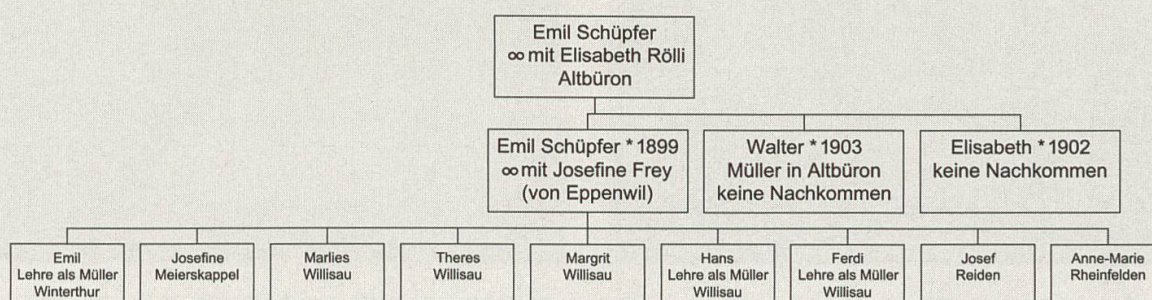 Emil Schüpfer
∞ mit Elisabeth Rölli
Altbüron
Emil Schüpfer * 1899
∞ mit Josefine Frey
(von Eppenwil)
Walter * 1903
Müller in Altbüron
keine Nachkommen
Elisabeth * 1902
keine Nachkommen
Emil
Lehre als Müller
Winterthur
Josefine
Meierskappel
Marlies
Willisau
Theres
Willisau
Margrit
Willisau
Hans
Lehre als Müller
Willisau
Ferdi
Lehre als Müller
Willisau
Josef
Reiden
Anne-Marie
Rheinfelden